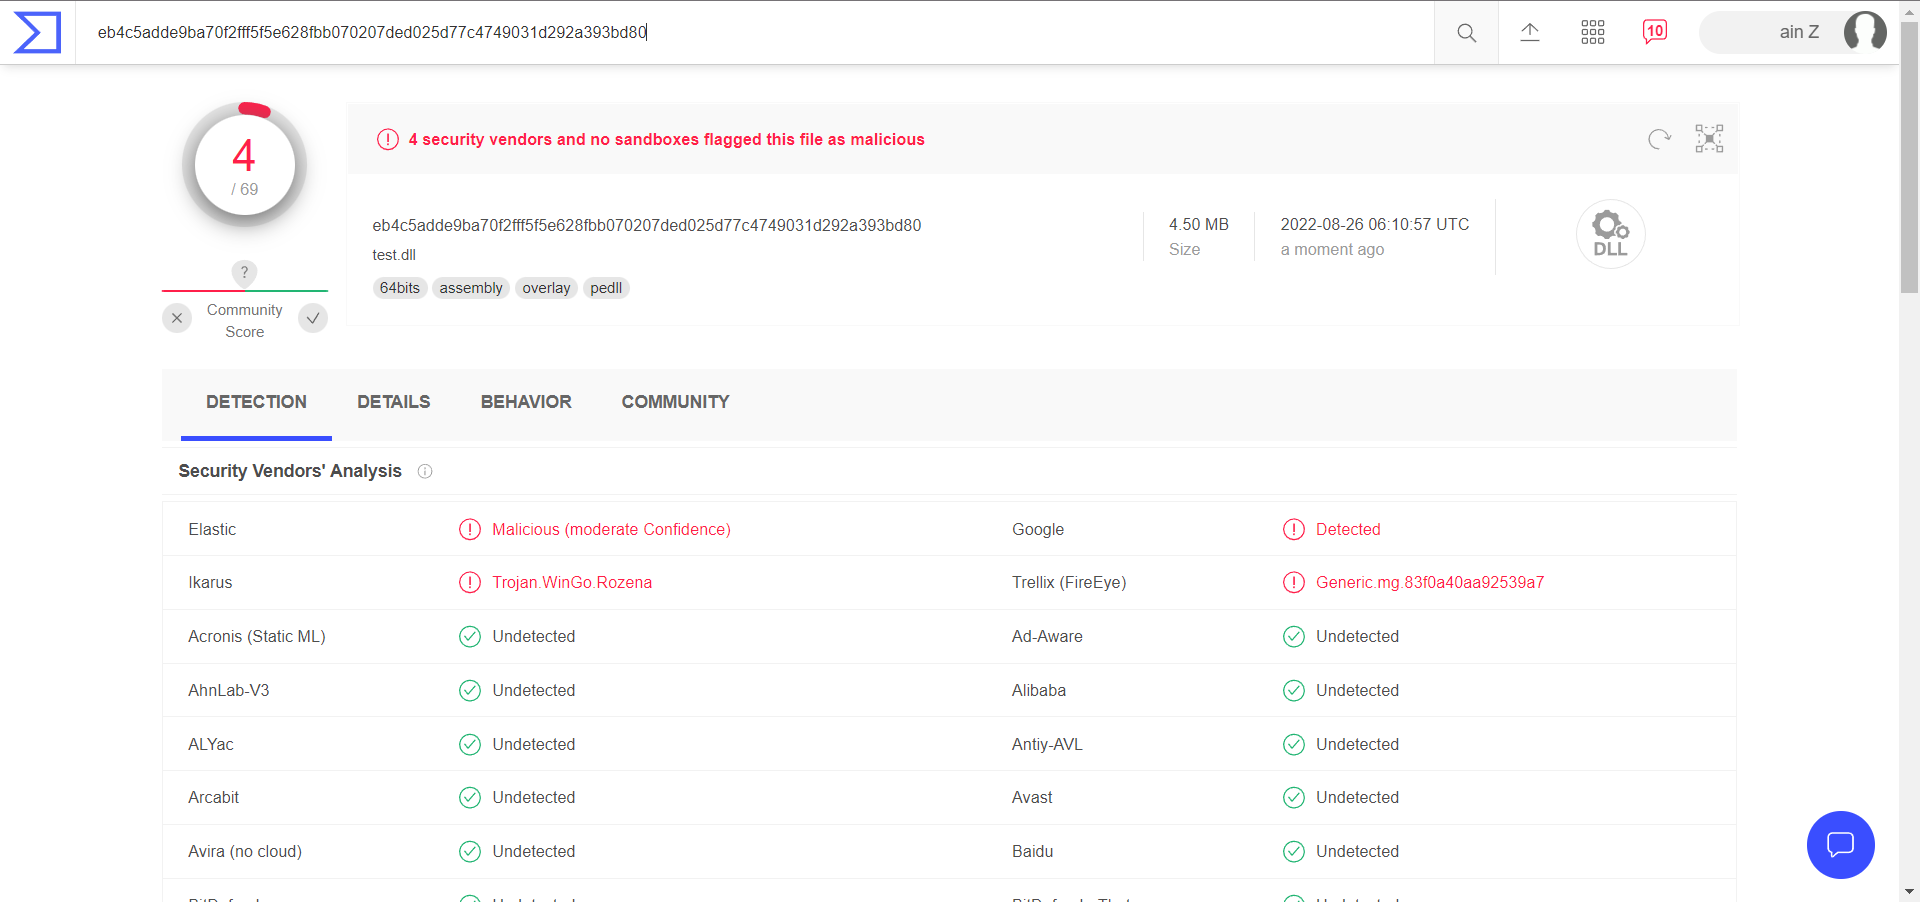 eb4c5adde9ba70f2fff5f5e628fbb070207ded025d77c4749031d292a393bd80
10
ain Z
4
/ 69
4 security vendors and no sandboxes flagged this file as malicious
eb4c5adde9ba70f2fff5f5e628fbb070207ded025d77c4749031d292a393bd80
test.dll
64bits assembly overlay pedll
4.50 MB
Size
2022-08-26 06:10:57 UTC
a moment ago
DLL
?
Community
Score
DETECTION DETAILS BEHAVIOR COMMUNITY
Security Vendors' Analysis
Elastic Malicious (moderate Confidence) Google Detected
Ikarus Trojan.WinGo.Rozena Trellix (FireEye) Generic.mg.83f0a40aa92539a7
Acronis (Static ML) Undetected Ad-Aware Undetected
AhnLab-V3 Undetected Alibaba Undetected
ALYac Undetected Antiy-AVL Undetected
Arcabit Undetected Avast Undetected
Avira (no cloud) Undetected Baidu Undetected